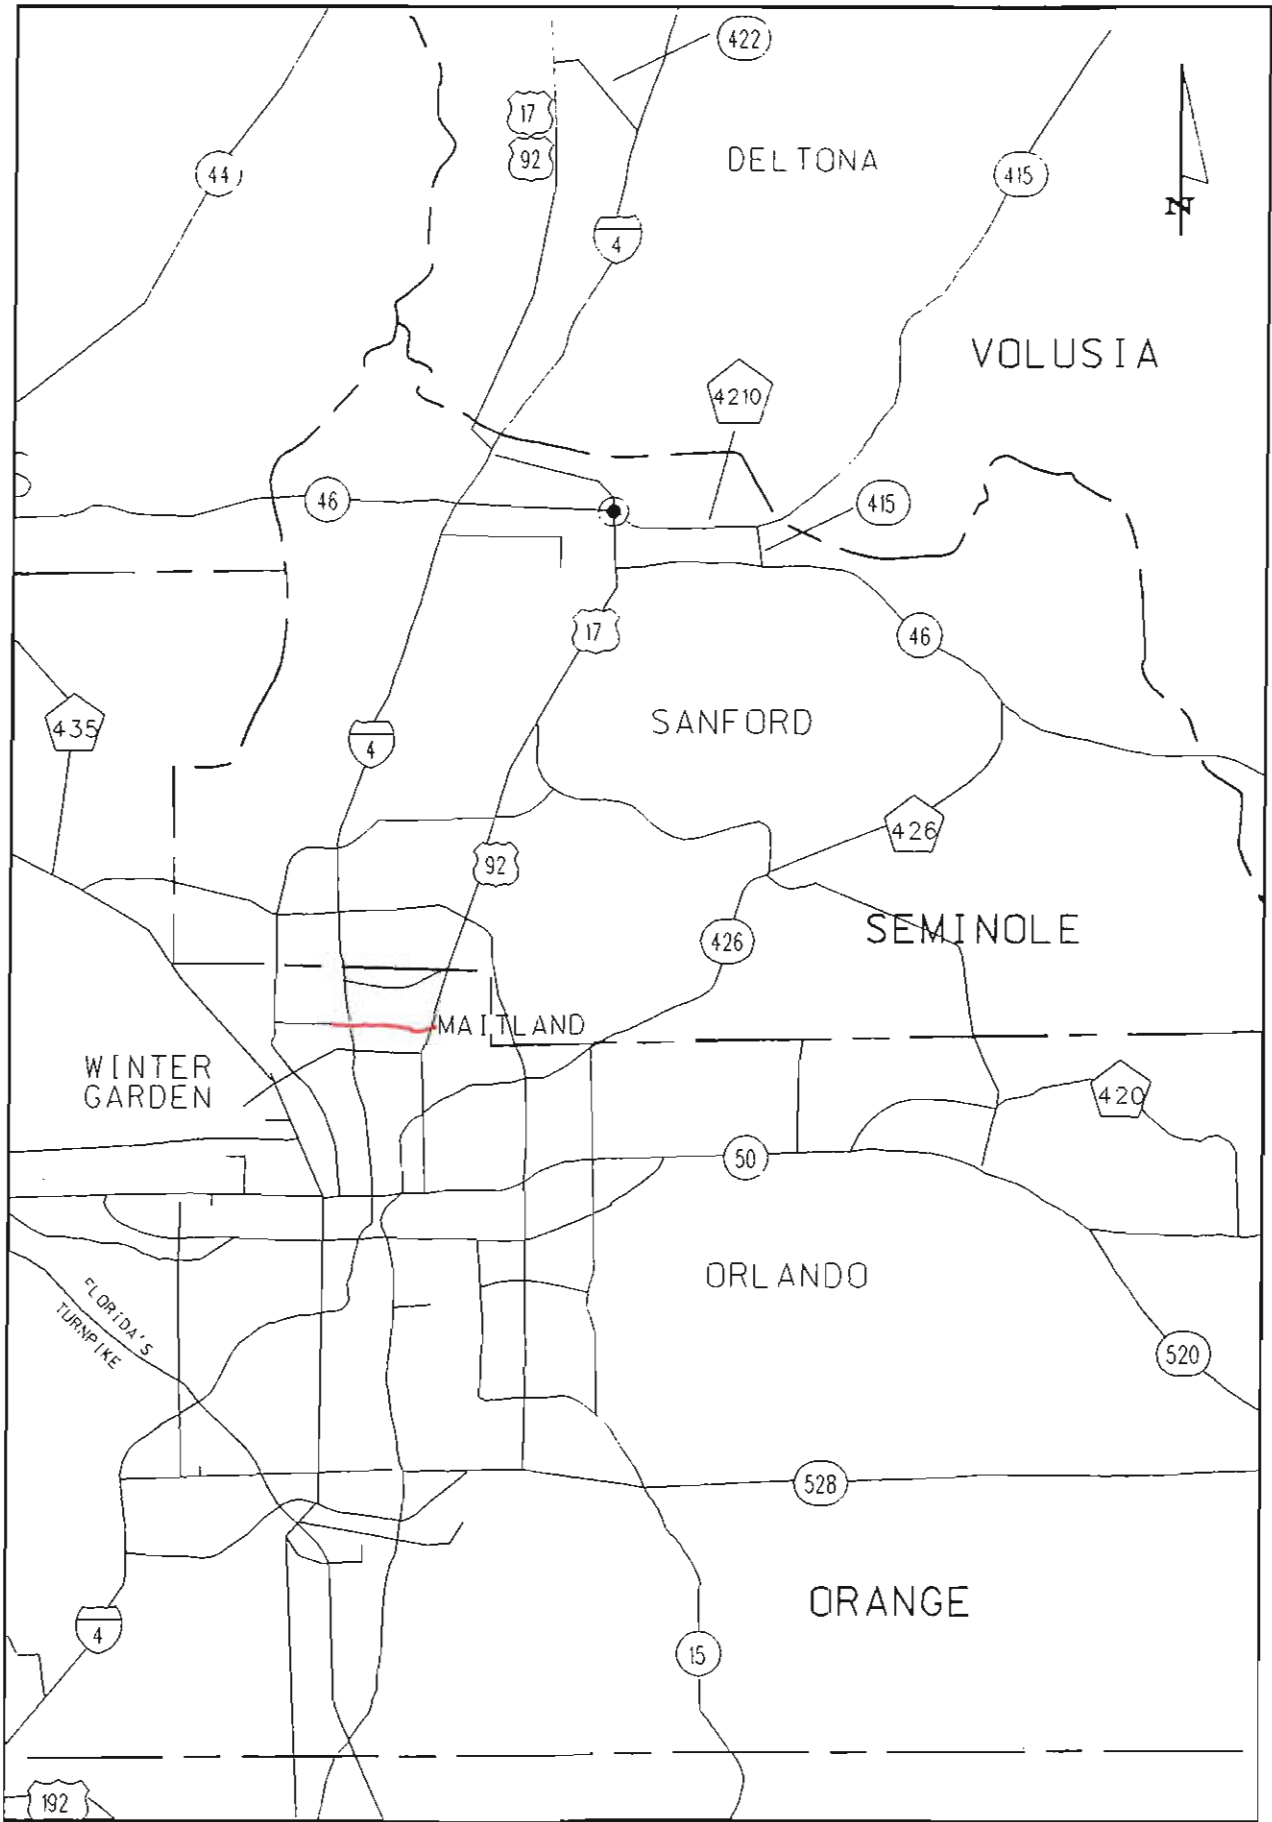 422
17
92
DELTONA
44
415
N
4
VOLUSIA
4210
46
415
17
46
SANFORD
435
4
426
92
SEMINOLE
426
MAITLAND
WINTER
GARDEN
420
50
ORLANDO
FLORIDA'S
TURNPIKE
520
528
ORANGE
4
15
192